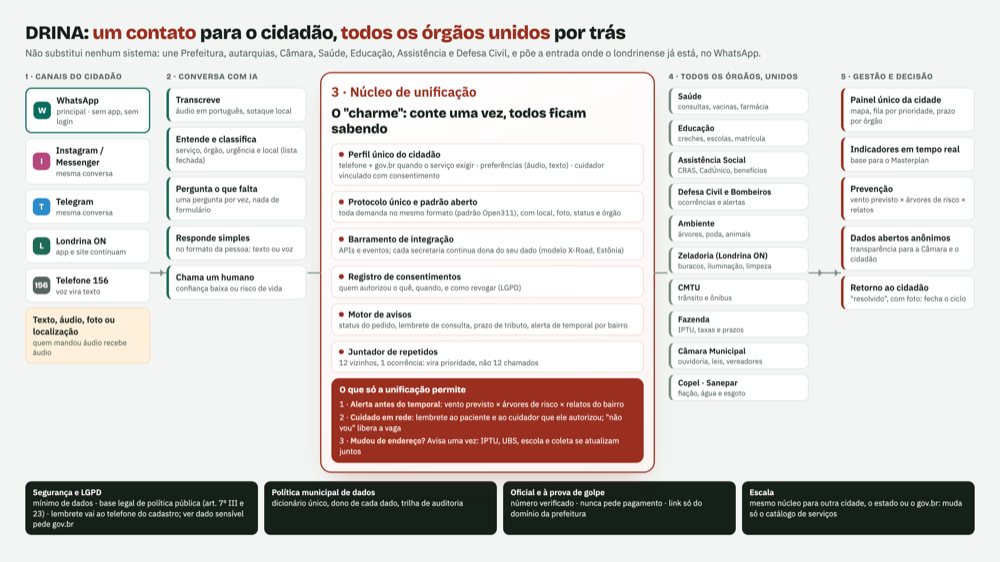 DRINA: um contato para o cidadão, todos os órgãos unidos por trás
Não substitui nenhum sistema: une Prefeitura, autarquias, Câmara, Saúde, Educação, Assistência e Defesa Civil, e põe a entrada onde o londrinense já está, no WhatsApp.
1 · CANAIS DO CIDADÃO
W
WhatsApp
principal · sem app, sem
login
I
Instagram /
Messenger
mesma conversa
T
Telegram
mesma conversa
L
Londrina ON
app e site continuam
156
Telefone 156
voz vira texto
Texto, áudio, foto ou
localização
quem mandou áudio recebe
áudio
2 · CONVERSA COM IA
Transcreve
áudio em português, sotaque local
Entende e classifica
serviço, órgão, urgência e local (lista
fechada)
Pergunta o que falta
uma pergunta por vez, nada de
formulário
Responde simples
no formato da pessoa: texto ou voz
Chama um humano
confiança baixa ou risco de vida
3 · Núcleo de unificação
O "charme": conte uma vez, todos ficam
sabendo
Perfil único do cidadão
telefone + gov.br quando o serviço exigir · preferências (áudio, texto) · cuidador
vinculado com consentimento
Protocolo único e padrão aberto
toda demanda no mesmo formato (padrão Open311), com local, foto, status e órgão
Barramento de integração
APIs e eventos; cada secretaria continua dona do seu dado (modelo X-Road, Estônia)
Registro de consentimentos
quem autorizou o quê, quando, e como revogar (LGPD)
Motor de avisos
status do pedido, lembrete de consulta, prazo de tributo, alerta de temporal por bairro
Juntador de repetidos
12 vizinhos, 1 ocorrência: vira prioridade, não 12 chamados
O que só a unificação permite
1 · Alerta antes do temporal: vento previsto × árvores de risco × relatos do bairro
2 · Cuidado em rede: lembrete ao paciente e ao cuidador que ele autorizou; "não
vou" libera a vaga
3 · Mudou de endereço? Avisa uma vez: IPTU, UBS, escola e coleta se atualizam
juntos
4 · TODOS OS ÓRGÃOS, UNIDOS
Saúde
consultas, vacinas, farmácia
Educação
creches, escolas, matrícula
Assistência Social
CRAS, CadÚnico, benefícios
Defesa Civil e Bombeiros
ocorrências e alertas
Ambiente
árvores, poda, animais
Zeladoria (Londrina ON)
buracos, iluminação, limpeza
CMTU
trânsito e ônibus
Fazenda
IPTU, taxas e prazos
Câmara Municipal
ouvidoria, leis, vereadores
Copel · Sanepar
fiação, água e esgoto
5 · GESTÃO E DECISÃO
Painel único da cidade
mapa, fila por prioridade, prazo
por órgão
Indicadores em tempo real
base para o Masterplan
Prevenção
vento previsto × árvores de risco ×
relatos
Dados abertos anônimos
transparência para a Câmara e o
cidadão
Retorno ao cidadão
"resolvido", com foto: fecha o ciclo
Segurança e LGPD
mínimo de dados · base legal de política pública (art. 7º III e
23) · lembrete vai ao telefone do cadastro; ver dado sensível
pede gov.br
Política municipal de dados
dicionário único, dono de cada dado, trilha de auditoria
Oficial e à prova de golpe
número verificado · nunca pede pagamento · link só do
domínio da prefeitura
Escala
mesmo núcleo para outra cidade, o estado ou o gov.br: muda
só o catálogo de serviços